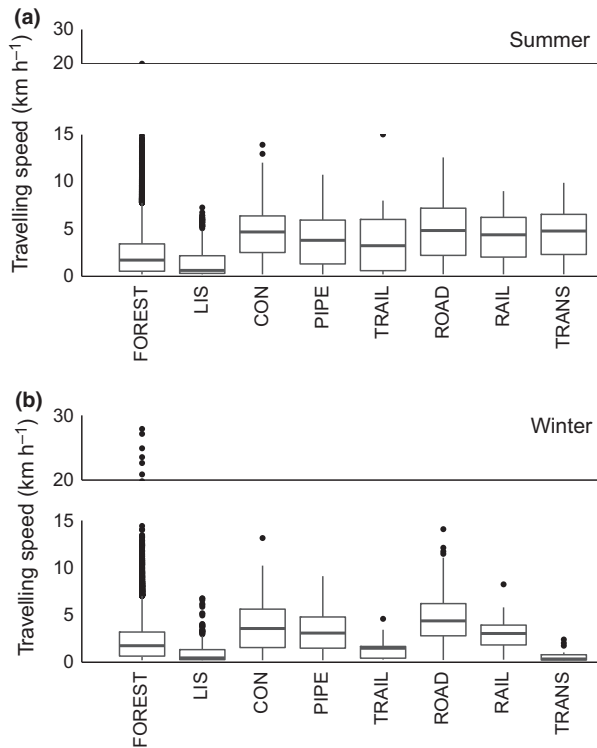 (a)
Summer
Travelling speed (km h⁻¹)
30
20
15
10
5
0
FOREST
LIS
CON
PIPE
TRAIL
ROAD
RAIL
TRANS
(b)
Winter
Travelling speed (km h⁻¹)
30
20
15
10
5
0
FOREST
LIS
CON
PIPE
TRAIL
ROAD
RAIL
TRANS